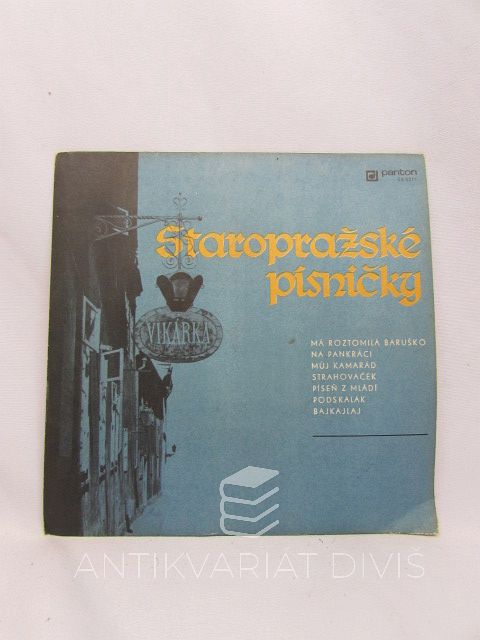 panton
Staropražské
písničky
VIKÁRKA
MÁ ROZTOMILÁ BARUŠKO
NA PANKRÁCI
MŮJ KAMARÁD
STRAHOVÁČEK
PÍSEŇ Z MLÁDÍ
PODSKALÁK
BAJKAJLAJ
ANTIKVARIÁT DIVIŠ